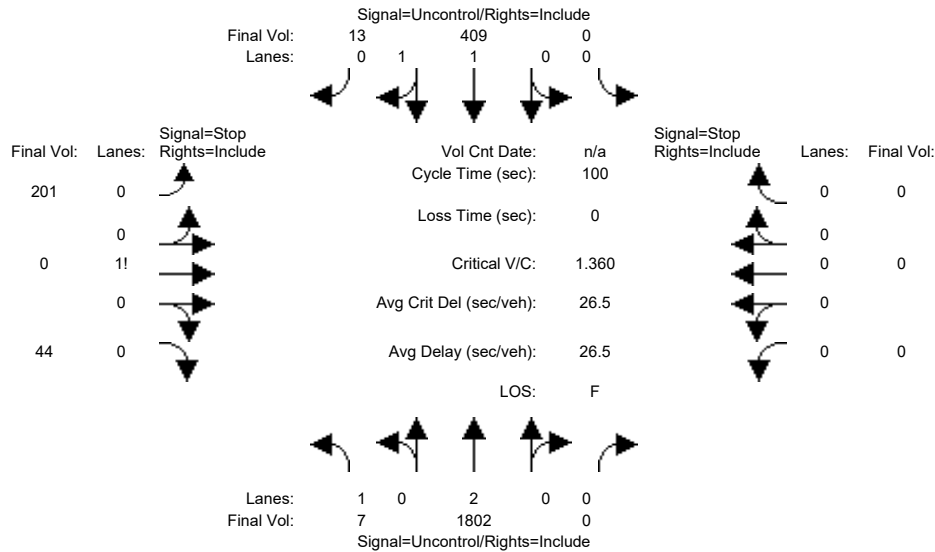 Signal=Uncontrol/Rights=Include
Final Vol: 13 409 0
Lanes: 0 1 1 0 0
Signal=Stop Signal=Stop
Final Vol: Lanes: Rights=Include Vol Cnt Date: n/a Rights=Include Lanes: Final Vol:
Cycle Time (sec): 100
201 0 0 0
Loss Time (sec): 0
0 0
0 1! Critical V/C: 1.360 0 0
0 Avg Crit Del (sec/veh): 26.5 0
44 0 Avg Delay (sec/veh): 26.5 0 0
LOS: F
Lanes: 1 0 2 0 0
Final Vol: 7 1802 0
Signal=Uncontrol/Rights=Include